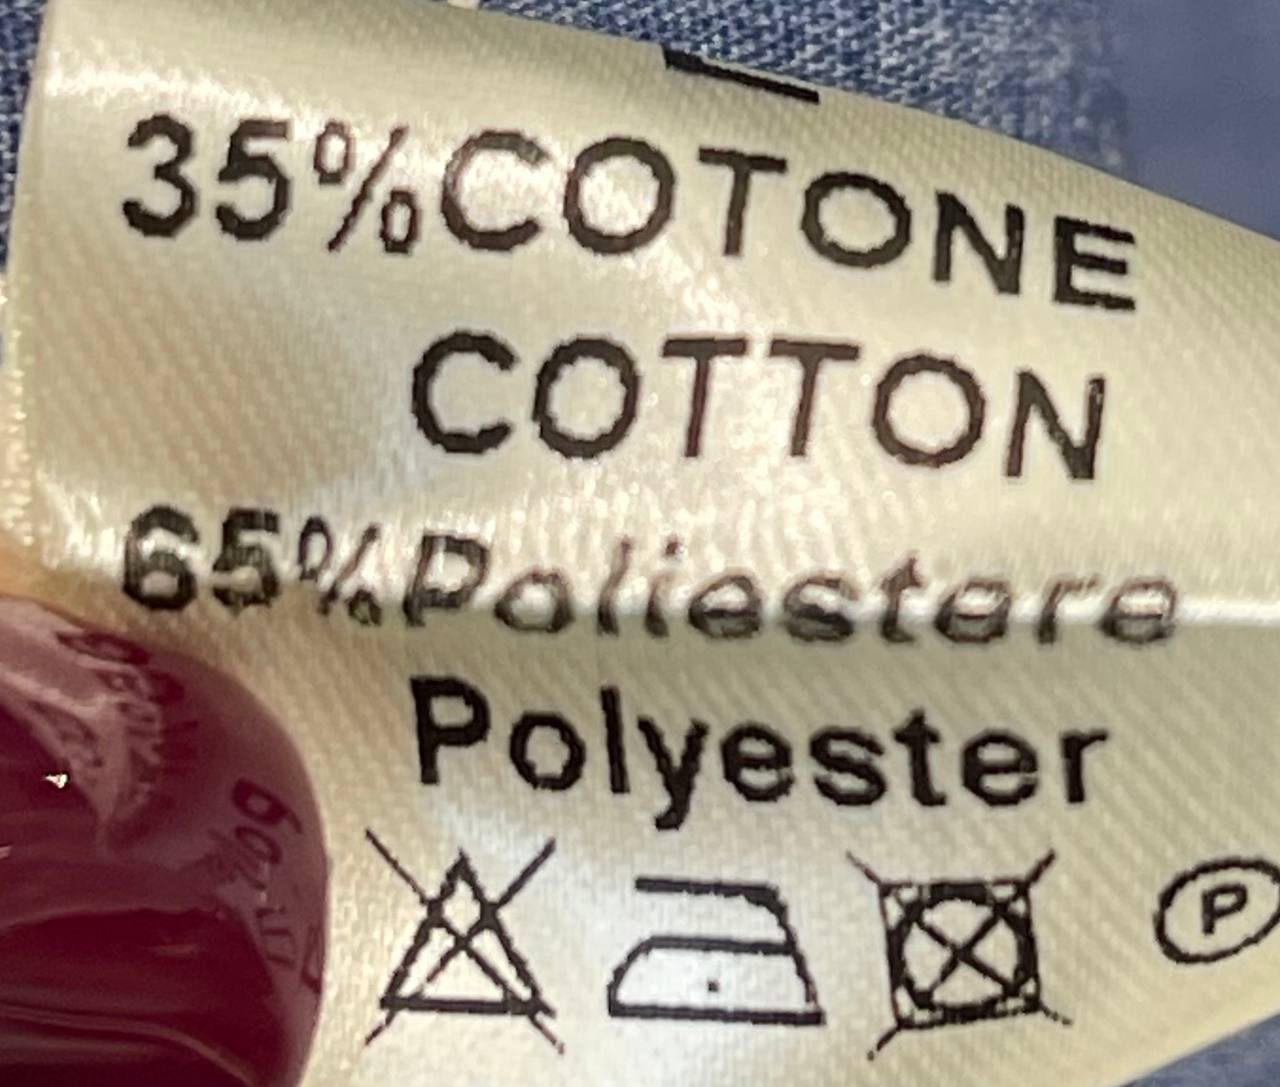 35%COTONE
COTTON
65%Poliestere
Polyester
P